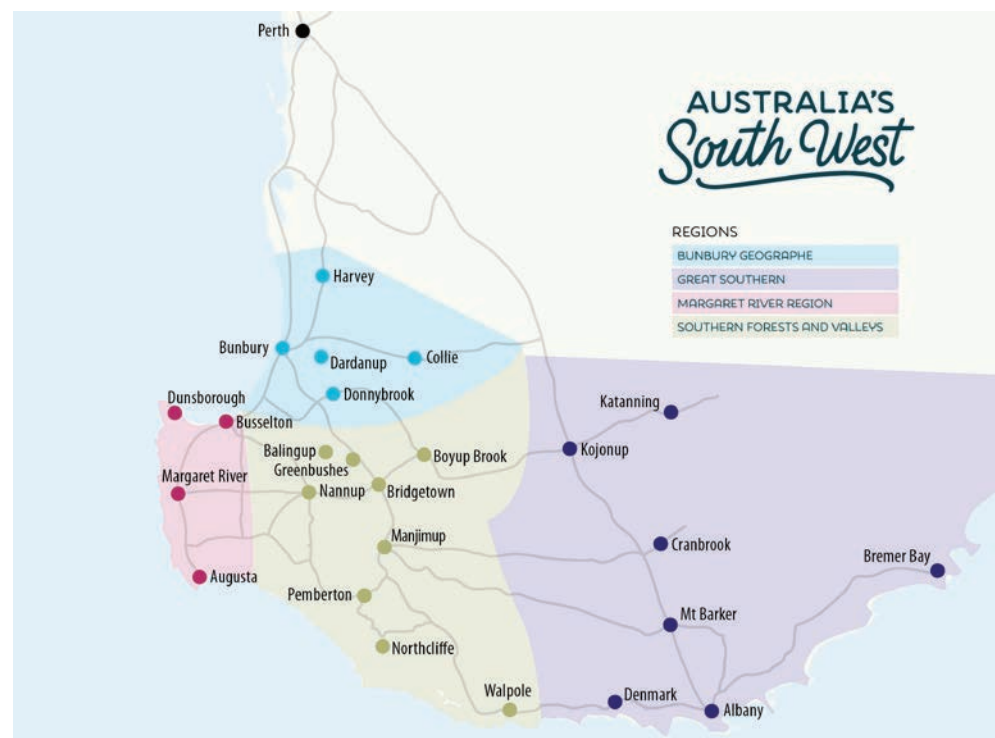 Perth
AUSTRALIA'S
South West
REGIONS
BUNBURY GEOGRAPHE
GREAT SOUTHERN
MARGARET RIVER REGION
SOUTHERN FORESTS AND VALLEYS
Harvey
Bunbury
Dardanup
Collie
Donnybrook
Dunsborough
Busselton
Katanning
Balingup
Greenbushes
Boyup Brook
Kojonup
Margaret River
Nannup
Bridgetown
Manjimup
Cranbrook
Bremer Bay
Augusta
Pemberton
Mt Barker
Northcliffe
Walpole
Denmark
Albany